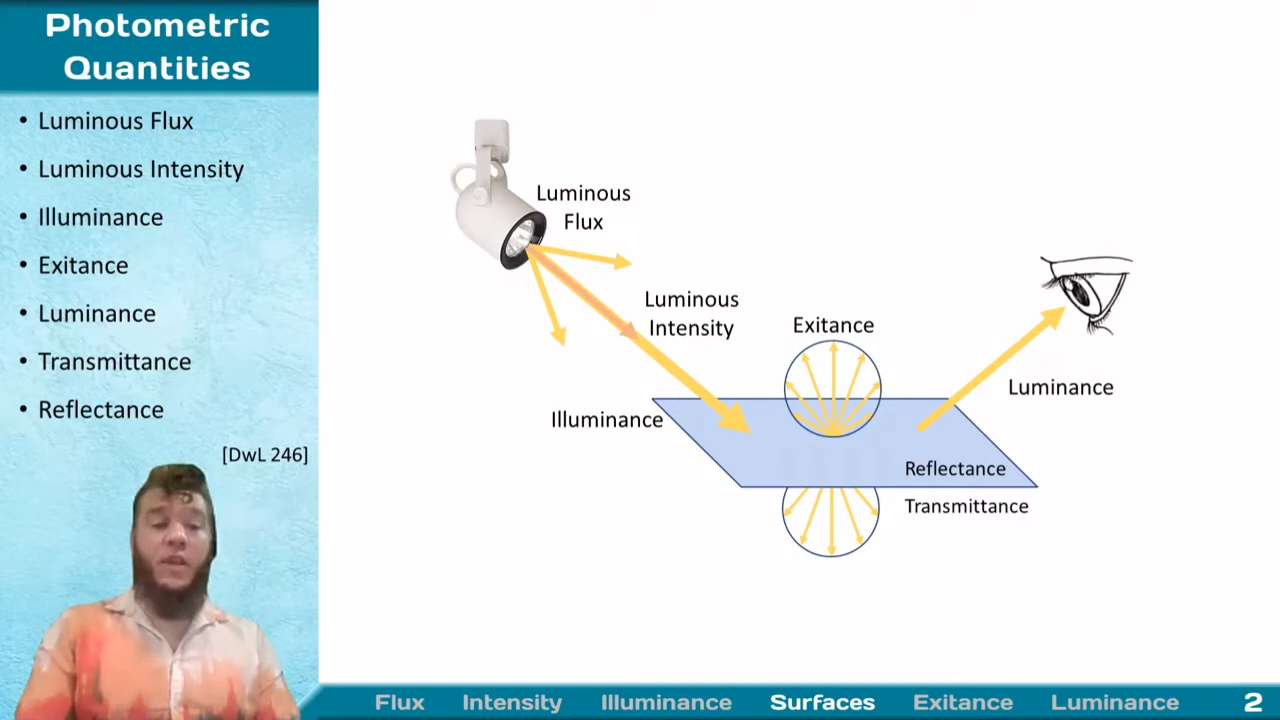 Photometric
Quantities
• Luminous Flux
• Luminous Intensity
• Illuminance
• Exitance
• Luminance
• Transmittance
• Reflectance
[DwL 246]
Luminous
Flux
Luminous
Intensity
Exitance
Illuminance
Luminance
Reflectance
Transmittance
Flux Intensity Illuminance Surfaces Exitance Luminance 2